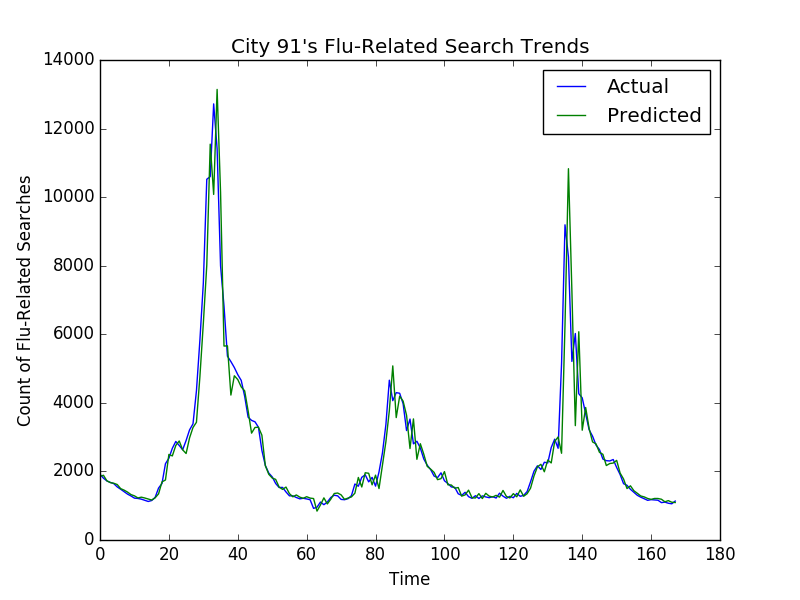 City 91's Flu-Related Search Trends
14000
12000
10000
8000
6000
4000
2000
0
Count of Flu-Related Searches
Actual
Predicted
0 20 40 60 80 100 120 140 160 180
Time